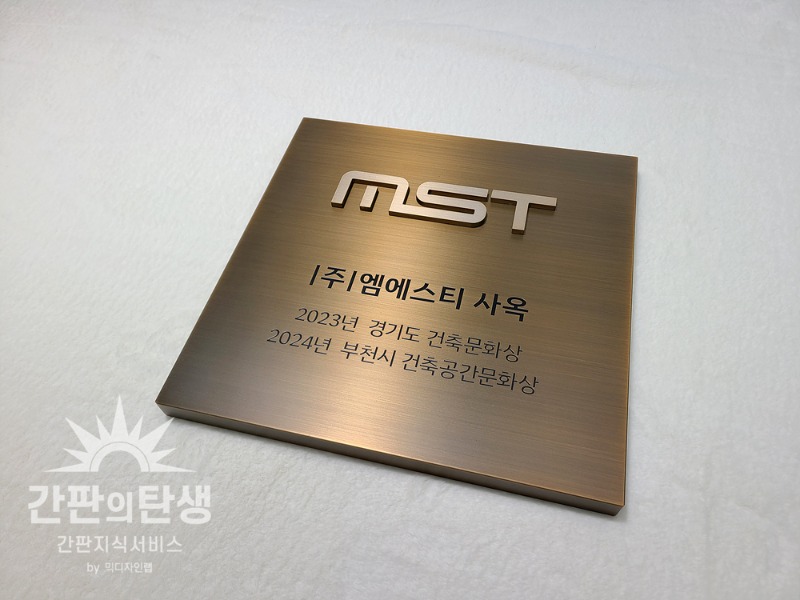 MST
|주|엠에스티 사옥
2023년 경기도 건축문화상
2024년 부천시 건축공간문화상
간판의탄생
간판지식서비스
by 믹디자인랩